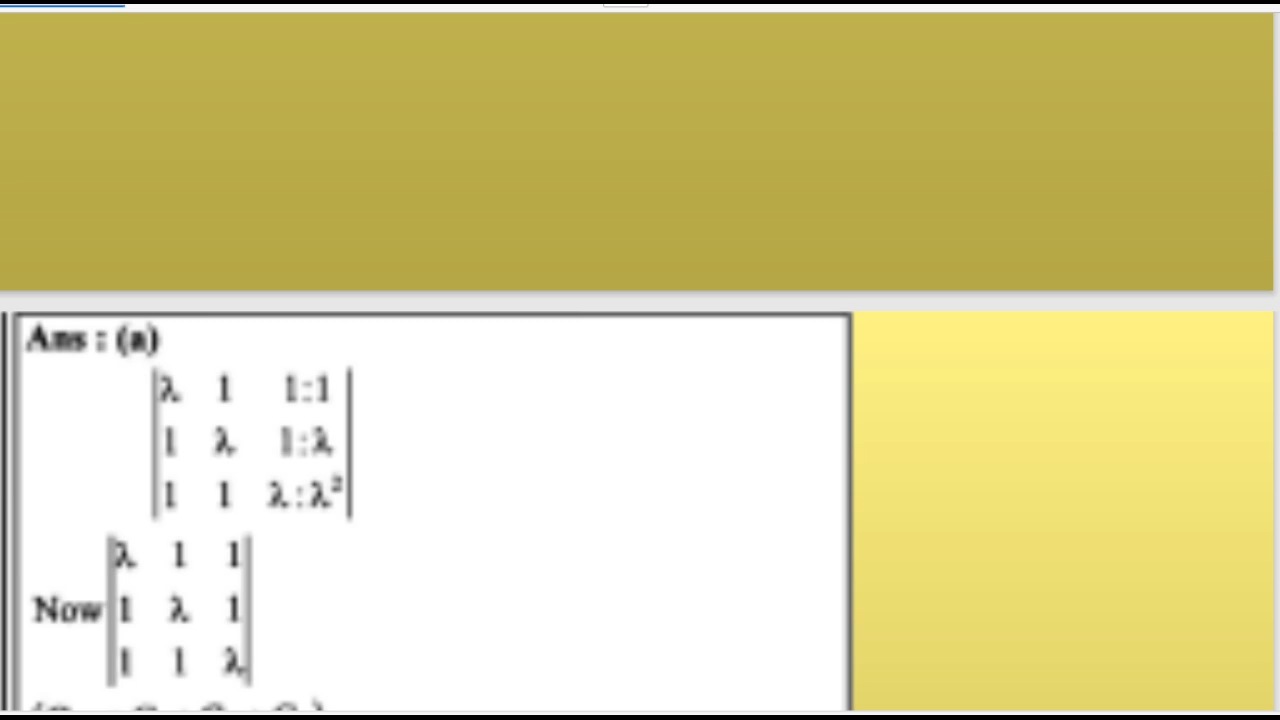 Ans : (a)
λ 1 1:1
1 λ 1:λ
1 1 λ:λ²
λ 1 1
Now 1 λ 1
1 1 λ